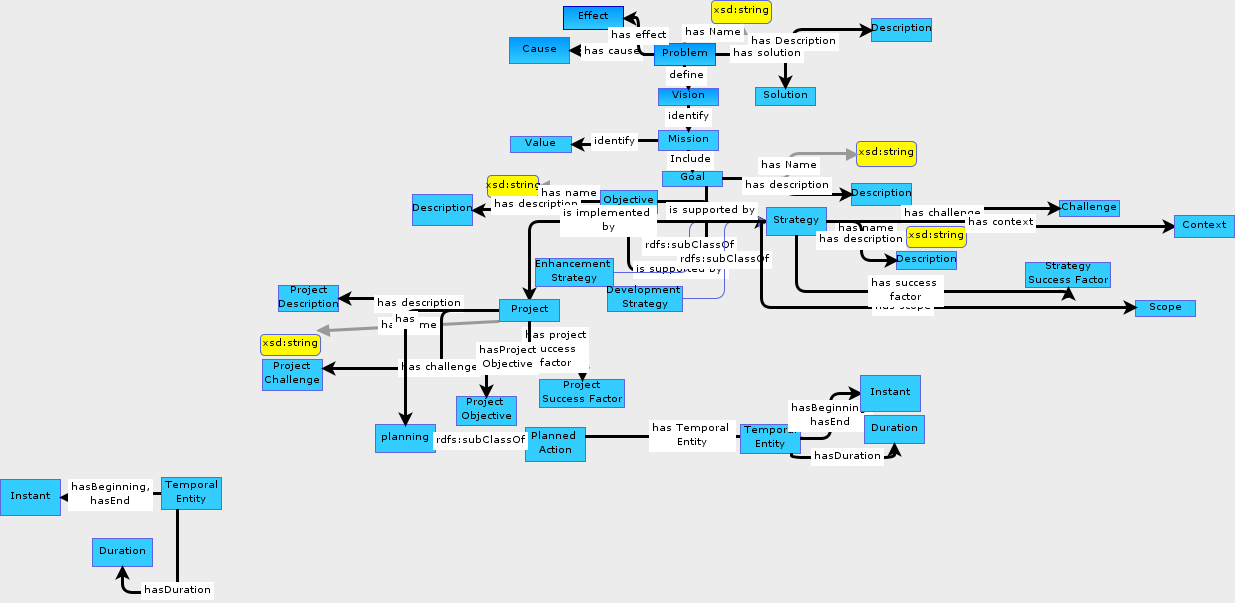 Effect
xsd:string
has effect
has Name
Description
has Description
Cause
has cause
Problem
has solution
define
Vision
Solution
identify
Value
identify
Mission
Include
has Name
xsd:string
Goal
has description
Description
xsd:string
has name
Objective
has description
Description
is implemented
by
is supported by
Strategy
has challenge
Challenge
has context
Context
has name
has description
xsd:string
Description
rdfs:subClassOf
rdfs:subClassOf
is supported by
Enhancement
Strategy
Development
Strategy
Strategy
Success Factor
has success
factor
has scope
Scope
Project
Description
has description
Project
has
me
xsd:string
has project
factor
hasProject
Objective
Project
Challenge
has challenge
Project
Success Factor
Project
Objective
planning
rdfs:subClassOf
Planned
Action
has Temporal
Entity
Temporal
Entity
hasBeginning,
hasEnd
Instant
Duration
hasDuration
Instant
hasBeginning,
hasEnd
Temporal
Entity
Duration
hasDuration